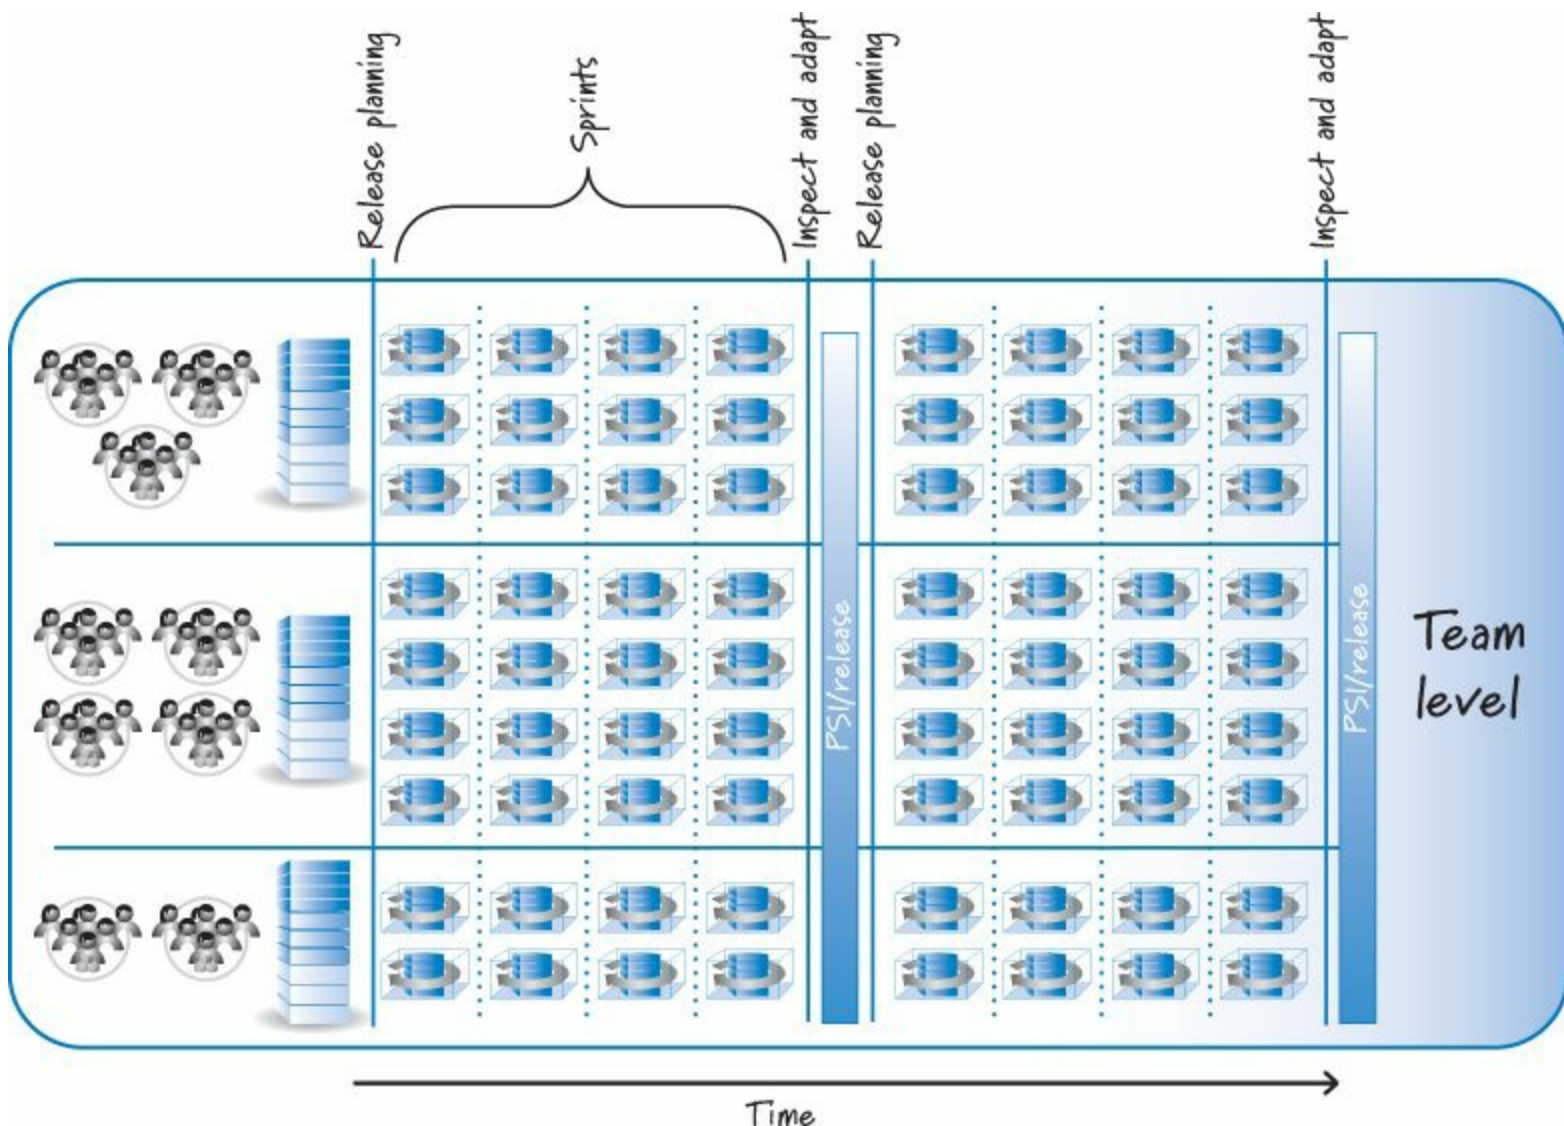 Release planning
Sprints
Inspect and adapt
Release planning
Inspect and adapt
PSI/release
PSI/release
Team
level
Time